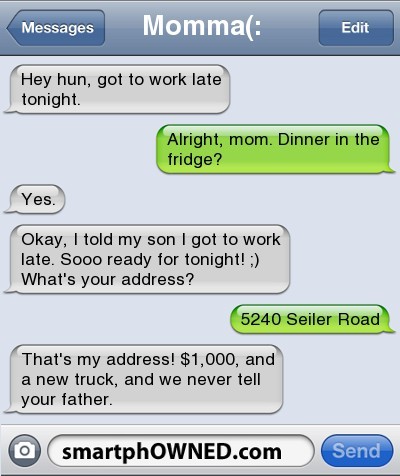 Messages
Momma(:
Edit
Hey hun, got to work late
tonight.
Alright, mom. Dinner in the
fridge?
Yes.
Okay, I told my son I got to work
late. Sooo ready for tonight! ;)
What's your address?
5240 Seiler Road
That's my address! $1,000, and
a new truck, and we never tell
your father.
smartphOWNED.com
Send